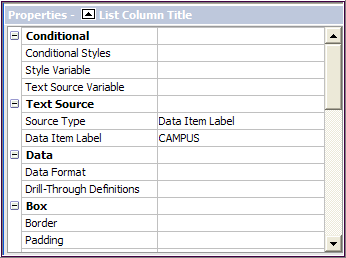 Properties - List Column Title
Conditional
Conditional Styles
Style Variable
Text Source Variable
Text Source
Source Type Data Item Label
Data Item Label CAMPUS
Data
Data Format
Drill-Through Definitions
Box
Border
Padding